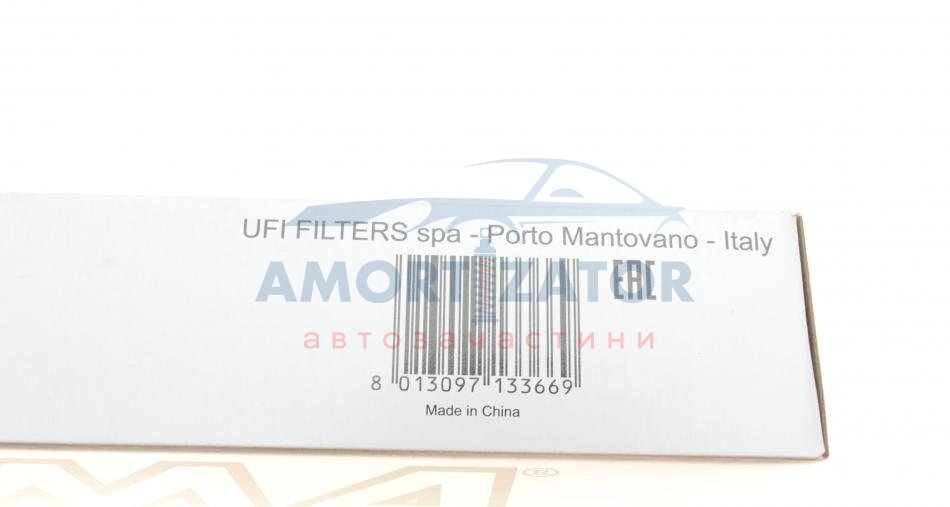 UFI FILTERS spa - Porto Mantovano - Italy
AMORTIZATOR
EAC
автозапчастини
8 013097 133669
Made in China
®